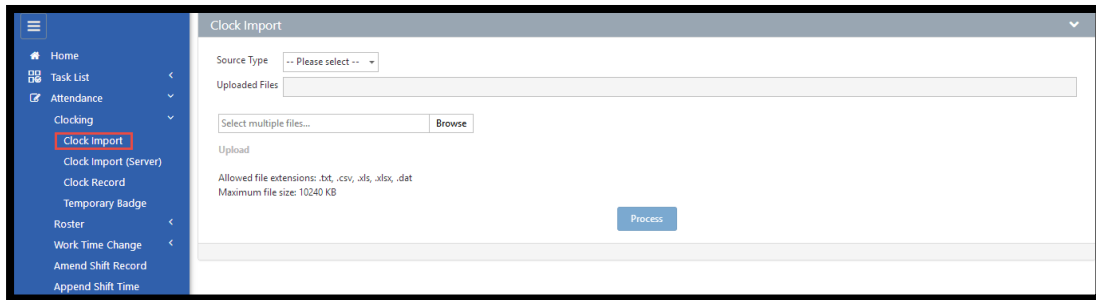 Clock Import
Home
Task List
Attendance
Clocking
Clock Import
Clock Import (Server)
Clock Record
Temporary Badge
Roster
Work Time Change
Amend Shift Record
Append Shift Time
Source Type -- Please select --
Uploaded Files
Select multiple files... Browse
Upload
Allowed file extensions: .txt, .csv, .xls, .xlsx, .dat
Maximum file size: 10240 KB
Process